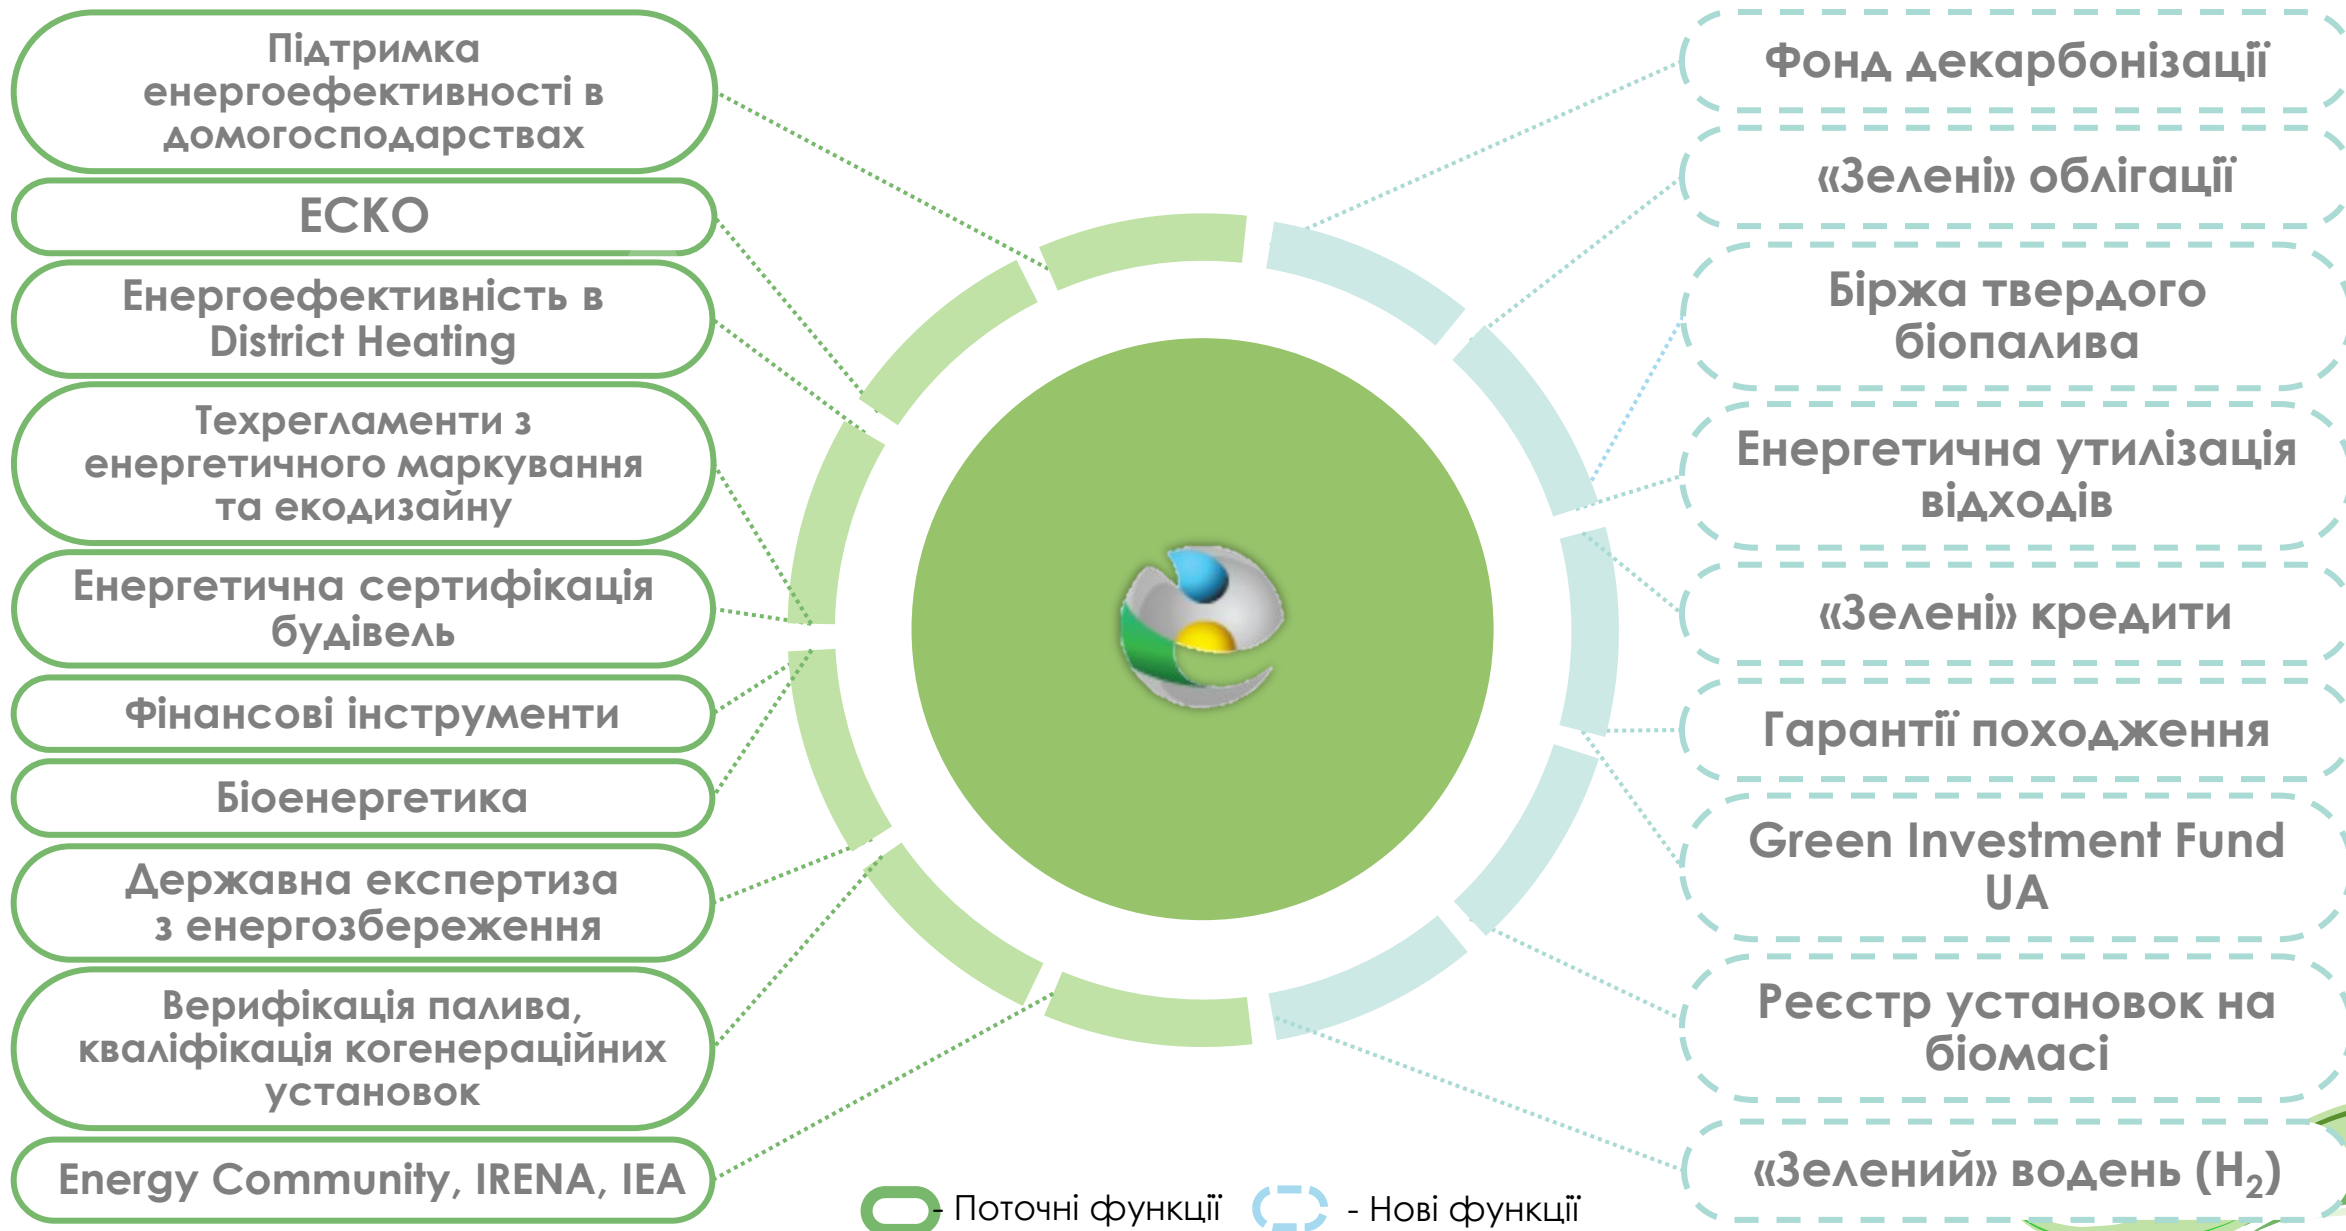 Підтримка
енергоефективності в
домогосподарствах
ЕСКО
Енергоефективність в
District Heating
Техрегламенти з
енергетичного маркування
та екодизайну
Енергетична сертифікація
будівель
Фінансові інструменти
Біоенергетика
Державна експертиза
з енергозбереження
Верифікація палива,
кваліфікація когенераційних
установок
Energy Community, IRENA, IEA
Фонд декарбонізації
«Зелені» облігації
Біржа твердого
біопалива
Енергетична утилізація
відходів
«Зелені» кредити
Гарантії походження
Green Investment Fund
UA
Реєстр установок на
біомасі
«Зелений» водень (H₂)
- Поточні функції
- Нові функції